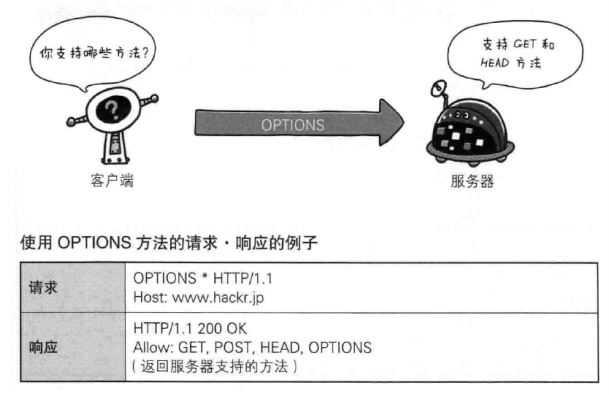 你支持哪些方法?
支持 GET 和
HEAD 方法
OPTIONS
客户端
服务器
使用 OPTIONS 方法的请求·响应的例子
请求
OPTIONS * HTTP/1.1
Host: www.hackr.jp
响应
HTTP/1.1 200 OK
Allow: GET, POST, HEAD, OPTIONS
(返回服务器支持的方法)